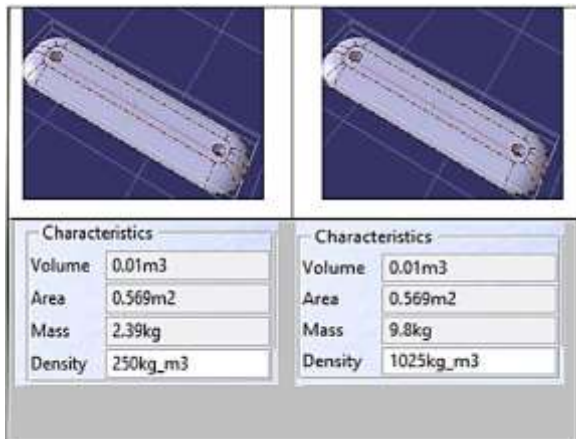 Characteristics
Volume 0.01m3
Area 0.569m2
Mass 2.39kg
Density 250kg_m3
Characteristics
Volume 0.01m3
Area 0.569m2
Mass 9.8kg
Density 1025kg_m3